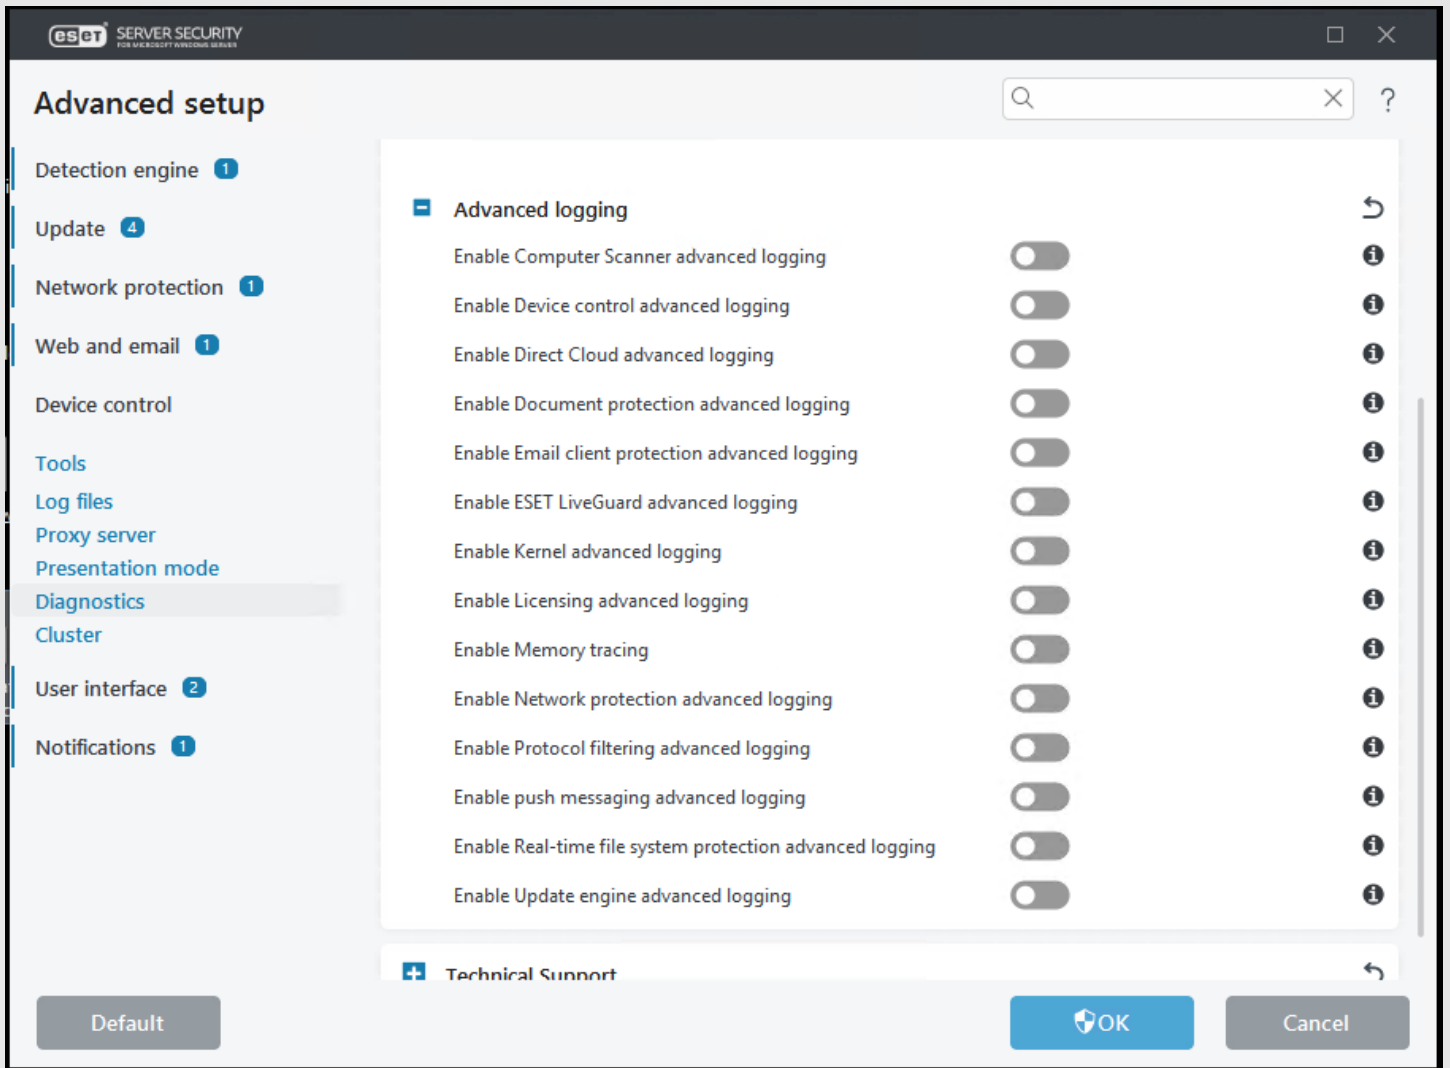 eset SERVER SECURITY
FOR MICROSOFT WINDOWS SERVER
Advanced setup
?
Detection engine 1
Update 4
Network protection 1
Web and email 1
Device control
Tools
Log files
Proxy server
Presentation mode
Diagnostics
Cluster
User interface 2
Notifications 1
Advanced logging
Enable Computer Scanner advanced logging
Enable Device control advanced logging
Enable Direct Cloud advanced logging
Enable Document protection advanced logging
Enable Email client protection advanced logging
Enable ESET LiveGuard advanced logging
Enable Kernel advanced logging
Enable Licensing advanced logging
Enable Memory tracing
Enable Network protection advanced logging
Enable Protocol filtering advanced logging
Enable push messaging advanced logging
Enable Real-time file system protection advanced logging
Enable Update engine advanced logging
Technical Support
Default
OK
Cancel